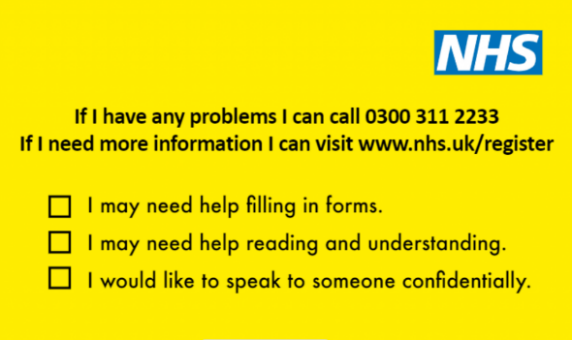 NHS
If I have any problems I can call 0300 311 2233
If I need more information I can visit www.nhs.uk/register
I may need help filling in forms.
I may need help reading and understanding.
I would like to speak to someone confidentially.